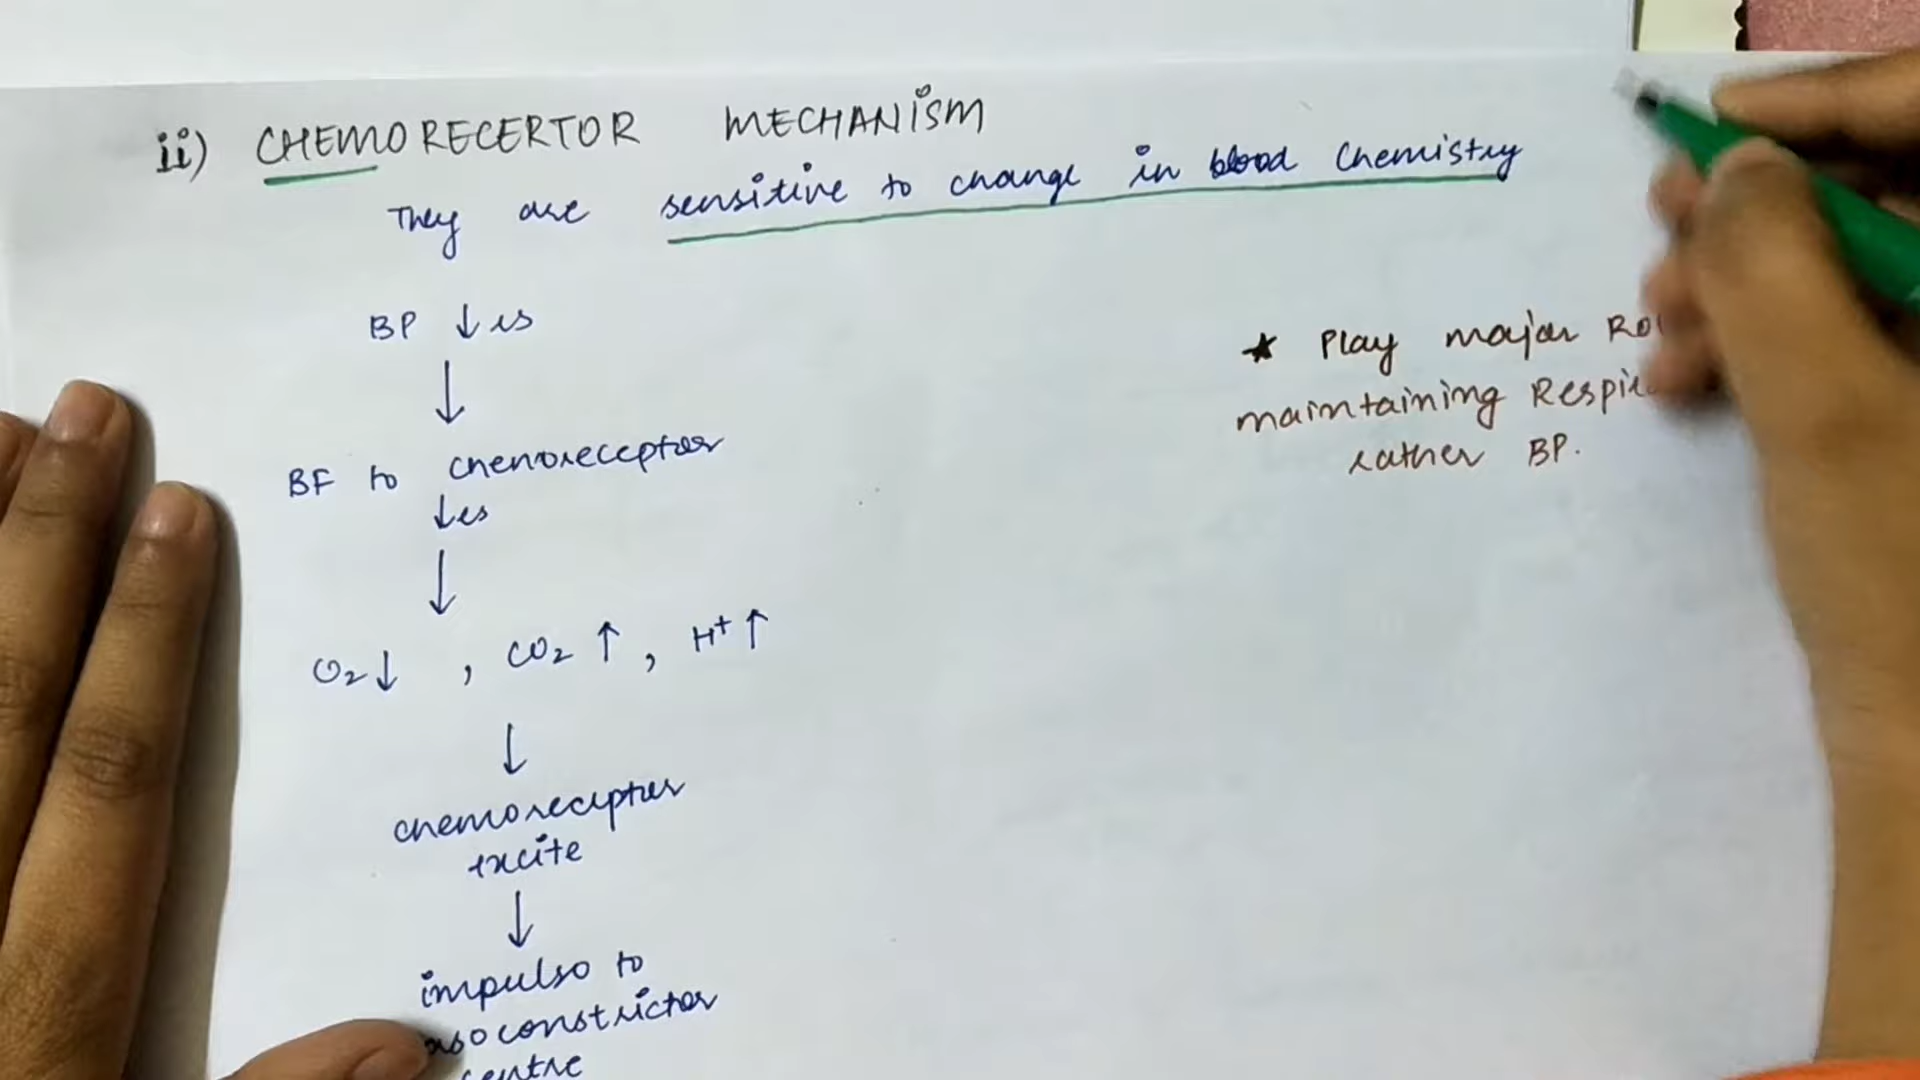 ii) CHEMORECERTOR MECHANISM
They are sensitive to change in blood Chemistry
BP ↓es
↓
BF to chemoreceptor
↓es
↓
O₂↓ , CO₂ ↑ , H⁺ ↑
↓
chemoreceptor
excite
↓
impulso to
constrictor
★ Play major
maintaining
rather BP.